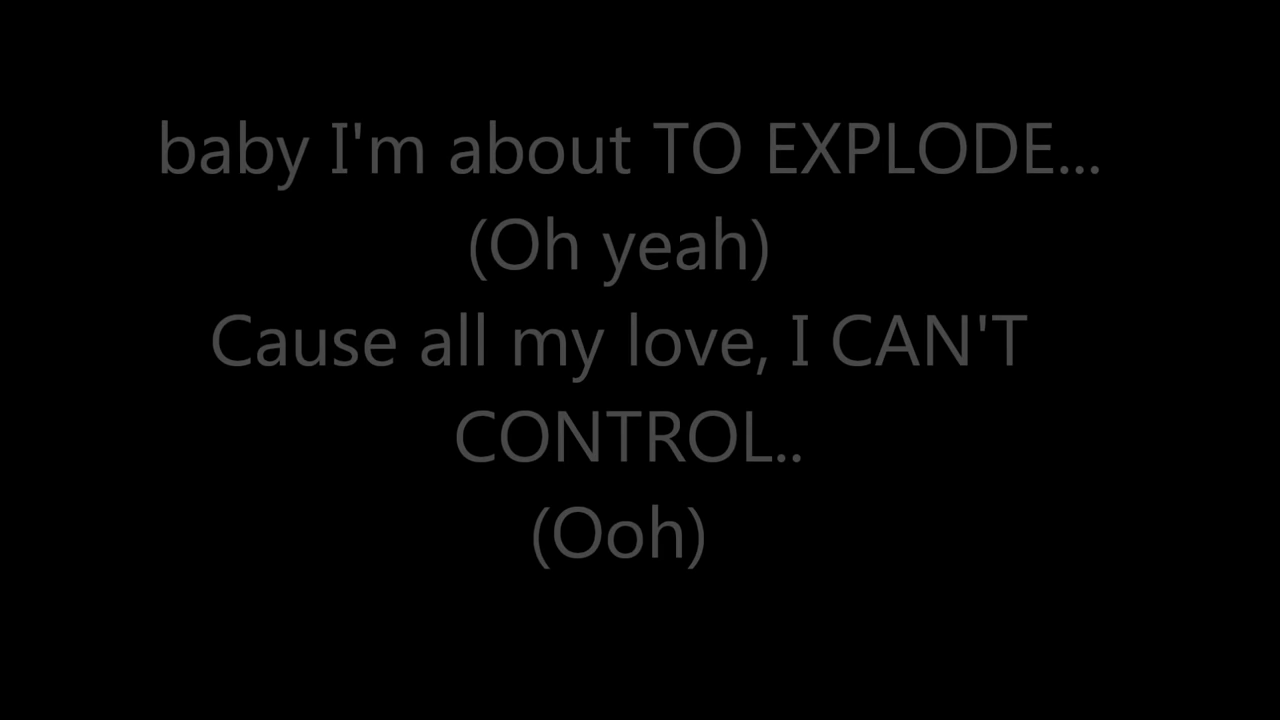 baby I'm about TO EXPLODE...
(Oh yeah)
Cause all my love, I CAN'T
CONTROL..
(Ooh)